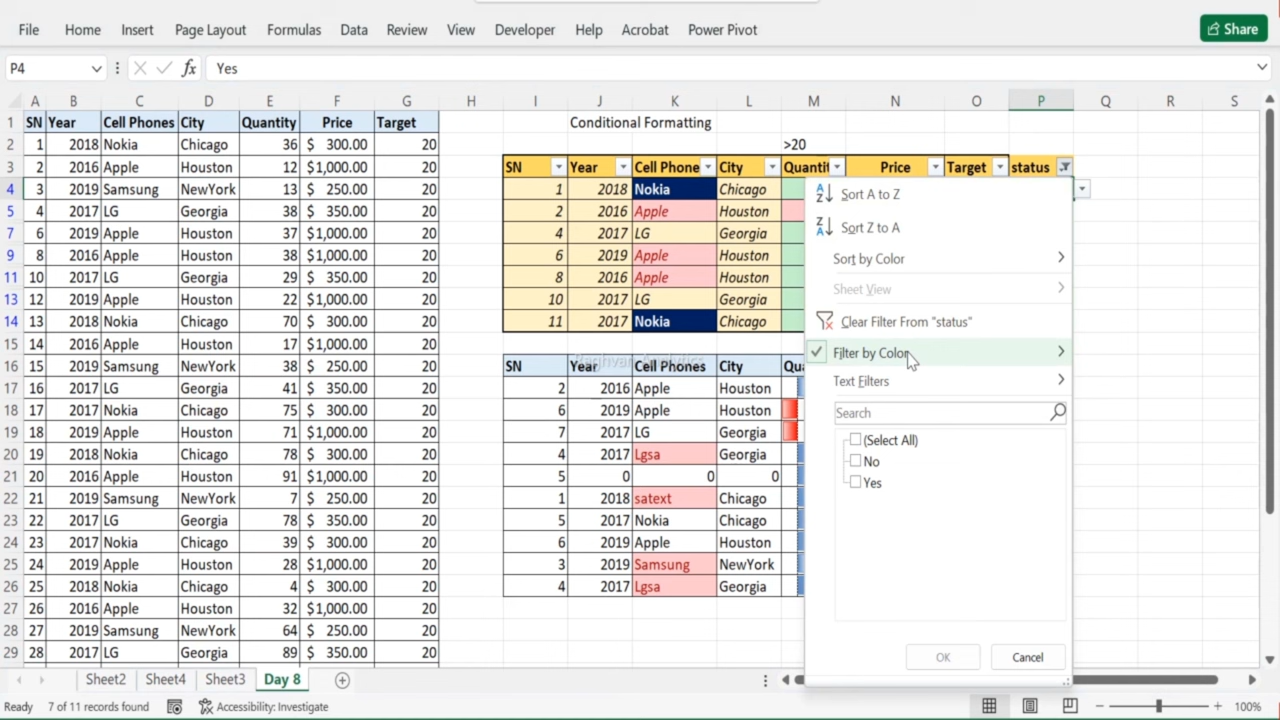 File Home Insert Page Layout Formulas Data Review View Developer Help Acrobat Power Pivot Share
P4 fx Yes
A B C D E F G H I J K L M N O P Q R S
1 SN Year Cell Phones City Quantity Price Target Conditional Formatting
2 1 2018 Nokia Chicago 36 $ 300.00 20 >20
3 2 2016 Apple Houston 12 $1,000.00 20 SN Year Cell Phone City Quantit Price Target status
4 3 2019 Samsung NewYork 13 $ 250.00 20 1 2018 Nokia Chicago
5 4 2017 LG Georgia 38 $ 350.00 20 2 2016 Apple Houston
7 6 2019 Apple Houston 37 $1,000.00 20 4 2017 LG Georgia
9 8 2016 Apple Houston 38 $1,000.00 20 6 2019 Apple Houston
11 10 2017 LG Georgia 29 $ 350.00 20 8 2016 Apple Houston
13 12 2019 Apple Houston 22 $1,000.00 20 10 2017 LG Georgia
14 13 2018 Nokia Chicago 70 $ 300.00 20 11 2017 Nokia Chicago
15 14 2016 Apple Houston 17 $1,000.00 20
Raghvan Analytics
16 15 2019 Samsung NewYork 38 $ 250.00 20 SN Year Cell Phones City Qu
17 16 2017 LG Georgia 41 $ 350.00 20 2 2016 Apple Houston
18 17 2017 Nokia Chicago 75 $ 300.00 20 6 2019 Apple Houston
19 18 2019 Apple Houston 71 $1,000.00 20 7 2017 LG Georgia
20 19 2018 Nokia Chicago 78 $ 300.00 20 4 2017 Lgsa Georgia
21 20 2016 Apple Houston 91 $1,000.00 20 5 0 0 0
22 21 2019 Samsung NewYork 7 $ 250.00 20 1 2018 satext Chicago
23 22 2017 LG Georgia 78 $ 350.00 20 5 2017 Nokia Chicago
24 23 2017 Nokia Chicago 39 $ 300.00 20 6 2019 Apple Houston
25 24 2019 Apple Houston 28 $1,000.00 20 3 2019 Samsung NewYork
26 25 2018 Nokia Chicago 4 $ 300.00 20 4 2017 Lgsa Georgia
27 26 2016 Apple Houston 32 $1,000.00 20
28 27 2019 Samsung NewYork 64 $ 250.00 20
29 28 2017 LG Georgia 89 $ 350.00 20
Sort A to Z
Sort Z to A
Sort by Color
Sheet View
Clear Filter From "status"
Filter by Color
Text Filters
Search
(Select All)
No
Yes
OK Cancel
Sheet2 Sheet4 Sheet3 Day 8
Ready 7 of 11 records found Accessibility: Investigate 100%